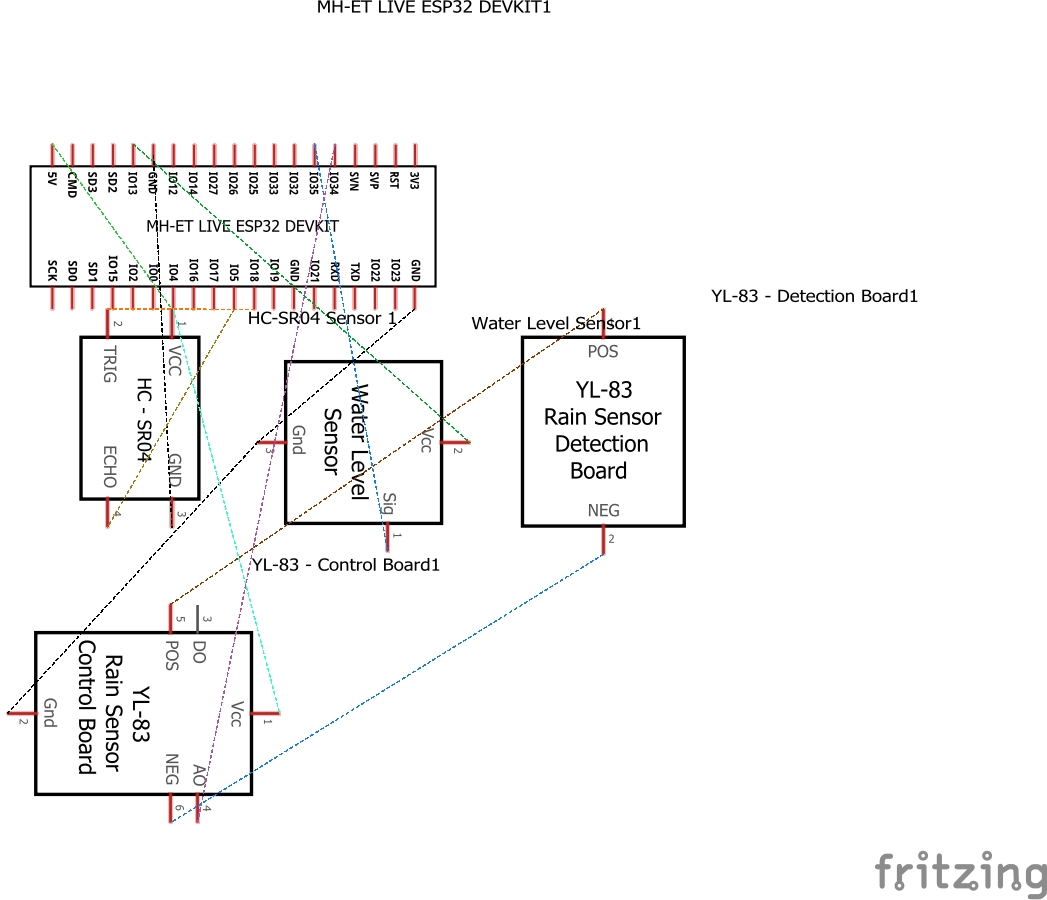 MH-ET LIVE ESP32 DEVKIT1
5V CMD SD3 SD2 IO13 GND IO12 IO14 IO27 IO26 IO25 IO33 IO32 IO35 IO34 SVN SVP RST 3V3
MH-ET LIVE ESP32 DEVKIT
SCK SD0 SD1 IO15 IO2 IO0 IO4 IO16 IO17 IO5 IO18 IO19 GND IO21 RXD TXD IO22 IO23 GND
YL-83 - Detection Board1
HC-SR04 Sensor 1
Water Level Sensor1
2
1
TRIG
VCC
HC - SR04
ECHO
GND
4
3
Water Level
Sensor
Gnd
3
Vcc
2
Sig
1
1
POS
YL-83
Rain Sensor
Detection
Board
NEG
2
YL-83 - Control Board1
5
3
POS
DO
YL-83
Rain Sensor
Control Board
Gnd
2
Vcc
1
NEG
AO
6
4
fritzing